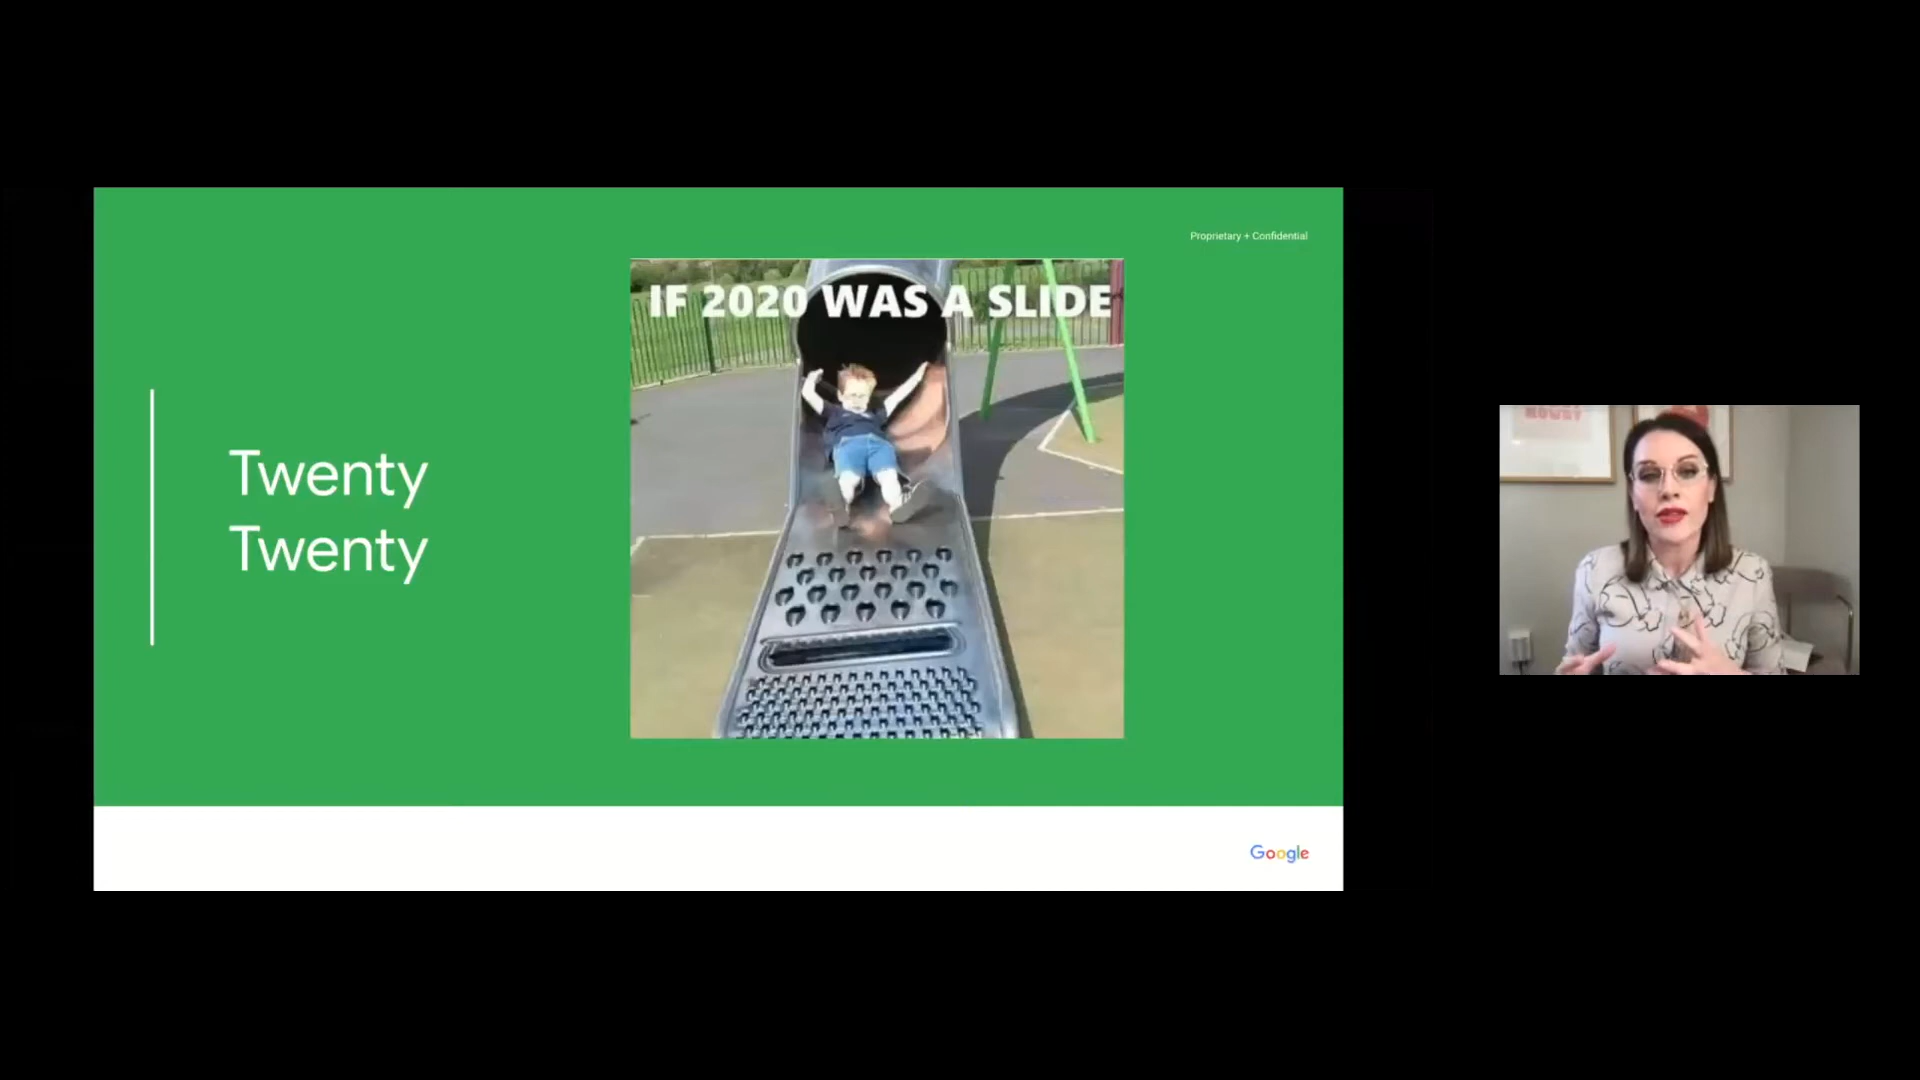 Proprietary + Confidential
IF 2020 WAS A SLIDE
Twenty
Twenty
Google